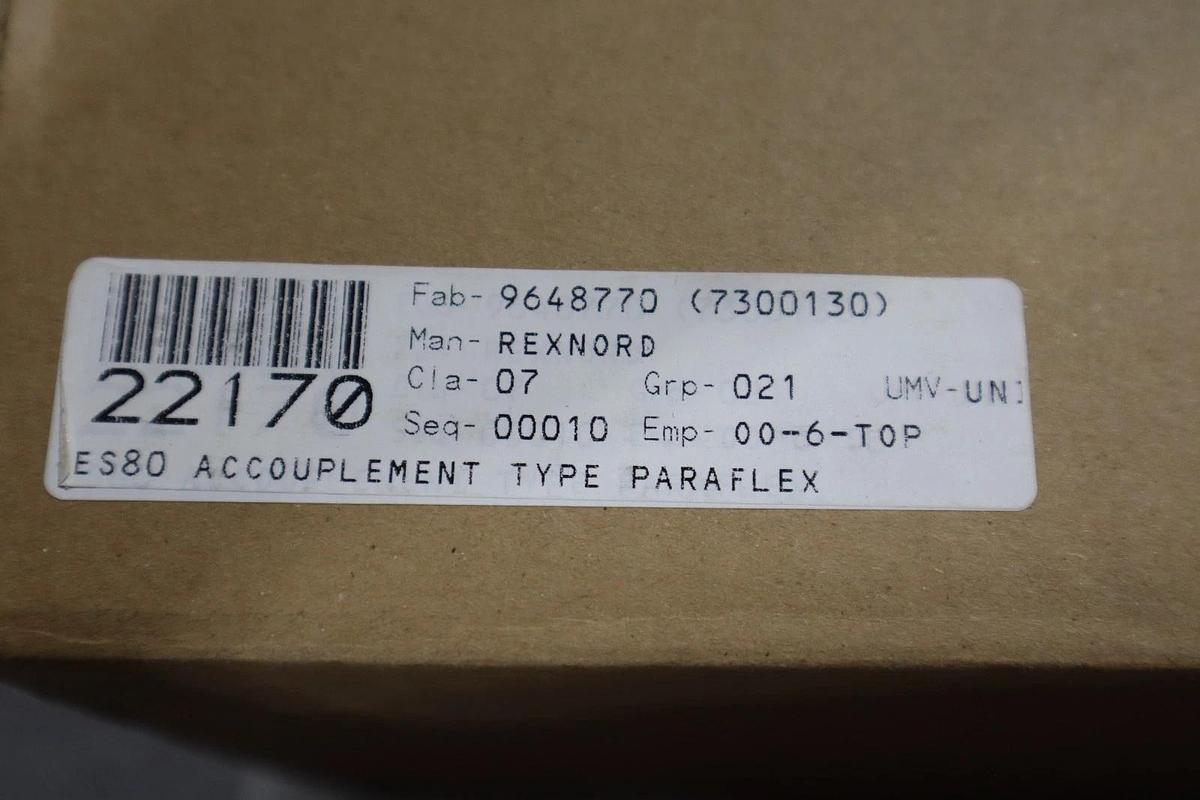 Fab- 9648770 (7300130)
Man- REXNORD
22170
Cla- 07 Grp- 021 UMV-UNI
Seq- 00010 Emp- 00-6-TOP
ES80 ACCOUPLEMENT TYPE PARAFLEX